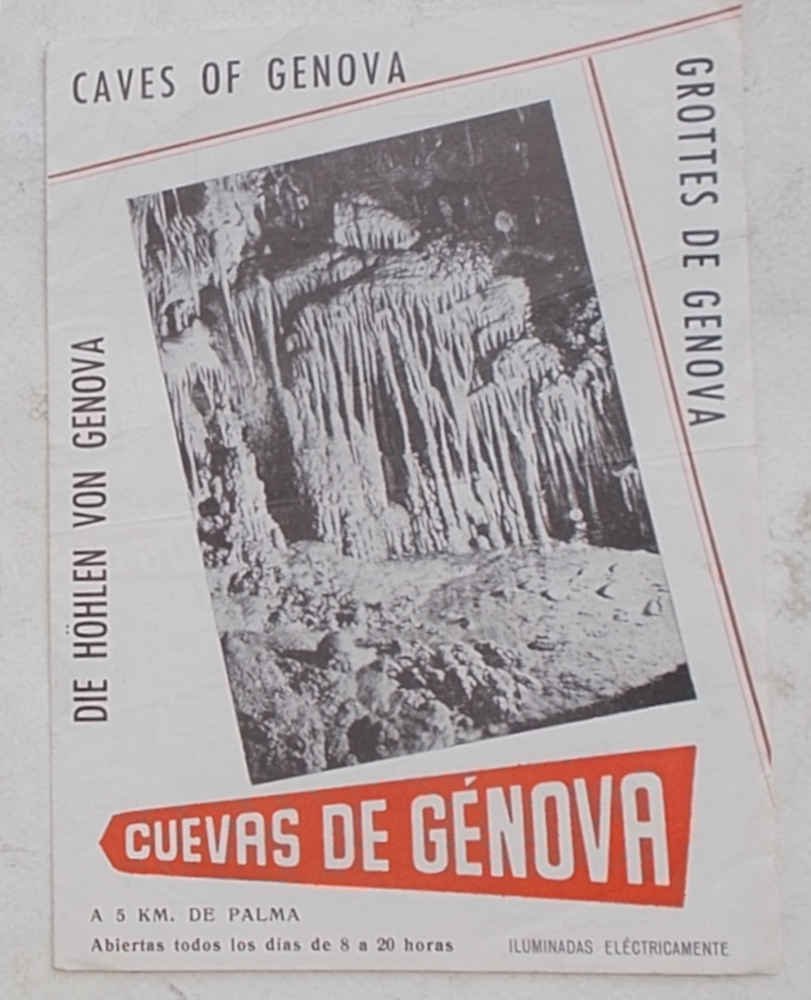 CAVES OF GENOVA
GROTTES DE GENOVA
DIE HÖHLEN VON GENOVA
CUEVAS DE GÉNOVA
A 5 KM. DE PALMA
Abiertas todos los días de 8 a 20 horas
ILUMINADAS ELÉCTRICAMENTE